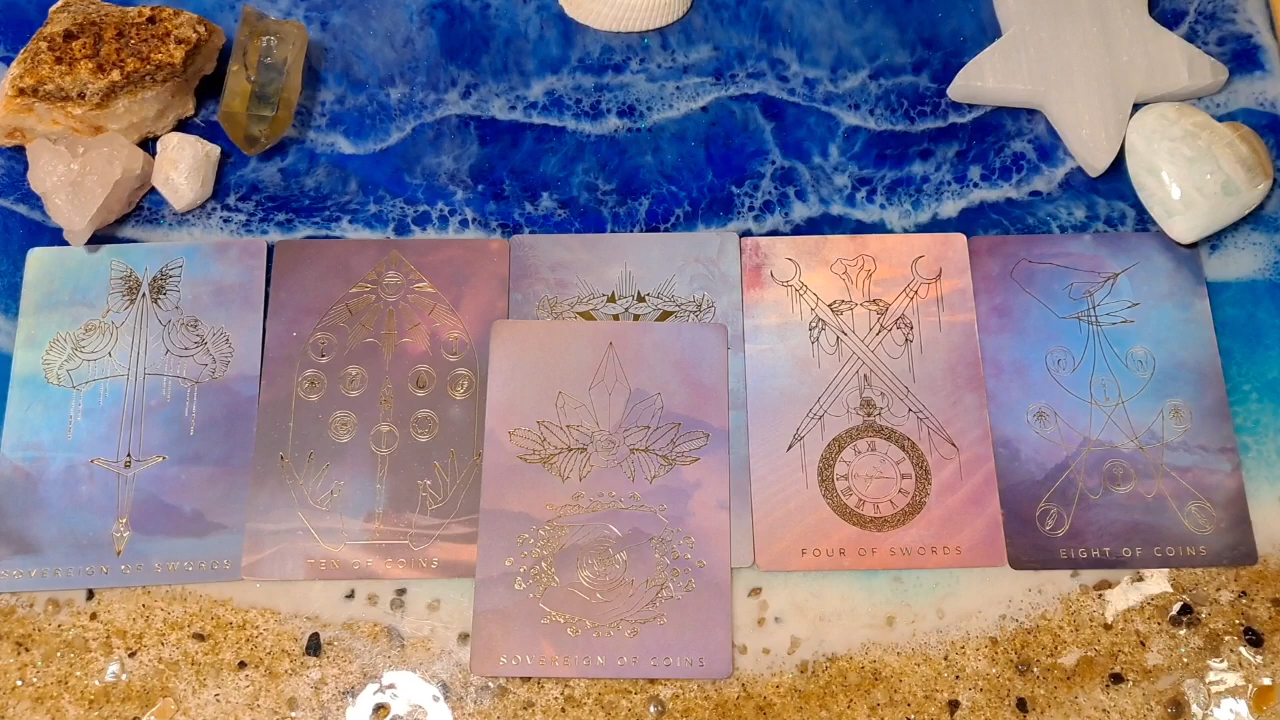 SOVEREIGN OF SWORDS
TEN OF COINS
SOVEREIGN OF COINS
FOUR OF SWORDS
EIGHT OF COINS